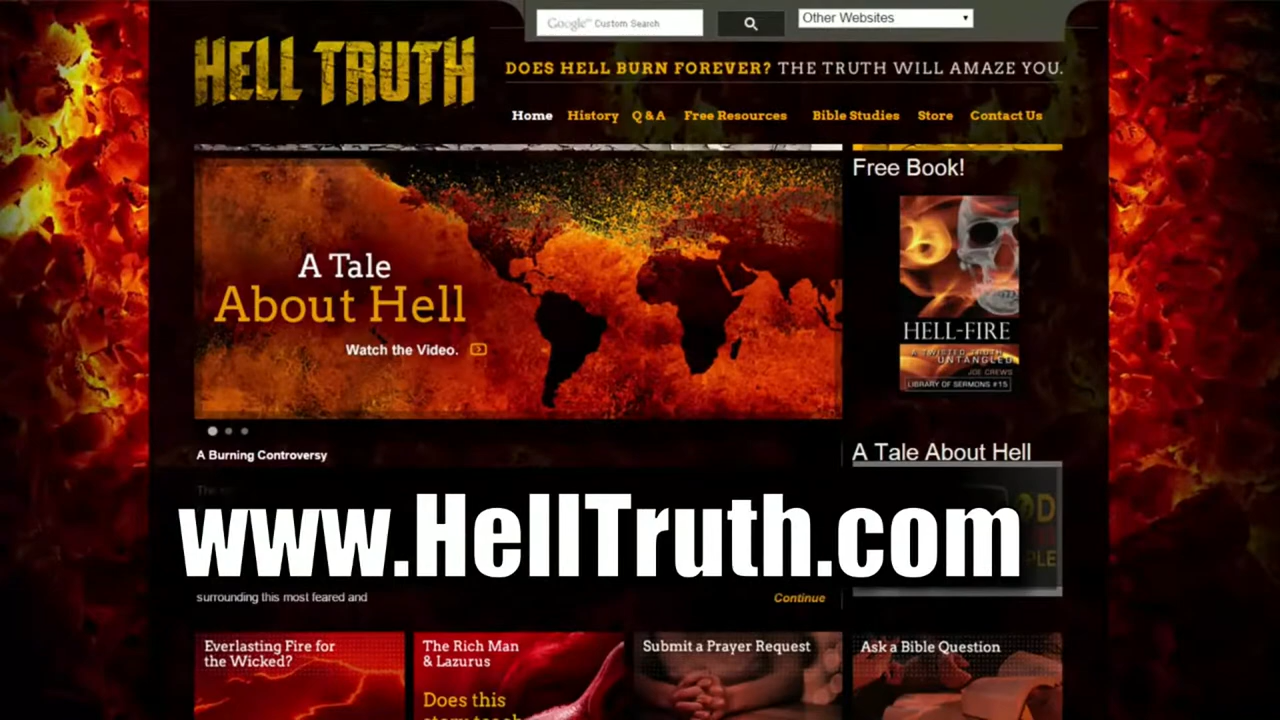 Google™ Custom Search
Other Websites
HELL TRUTH
DOES HELL BURN FOREVER? THE TRUTH WILL AMAZE YOU.
Home History Q & A Free Resources Bible Studies Store Contact Us
Free Book!
A Tale
About Hell
Watch the Video.
HELL-FIRE
A TWISTED TRUTH
UNTANGLED
JOE CREWS
LIBRARY OF SERMONS #15
A Burning Controversy
A Tale About Hell
www.HellTruth.com
surrounding this most feared and
Continue
Everlasting Fire for
the Wicked?
The Rich Man
& Lazurus
Does this
Submit a Prayer Request
Ask a Bible Question